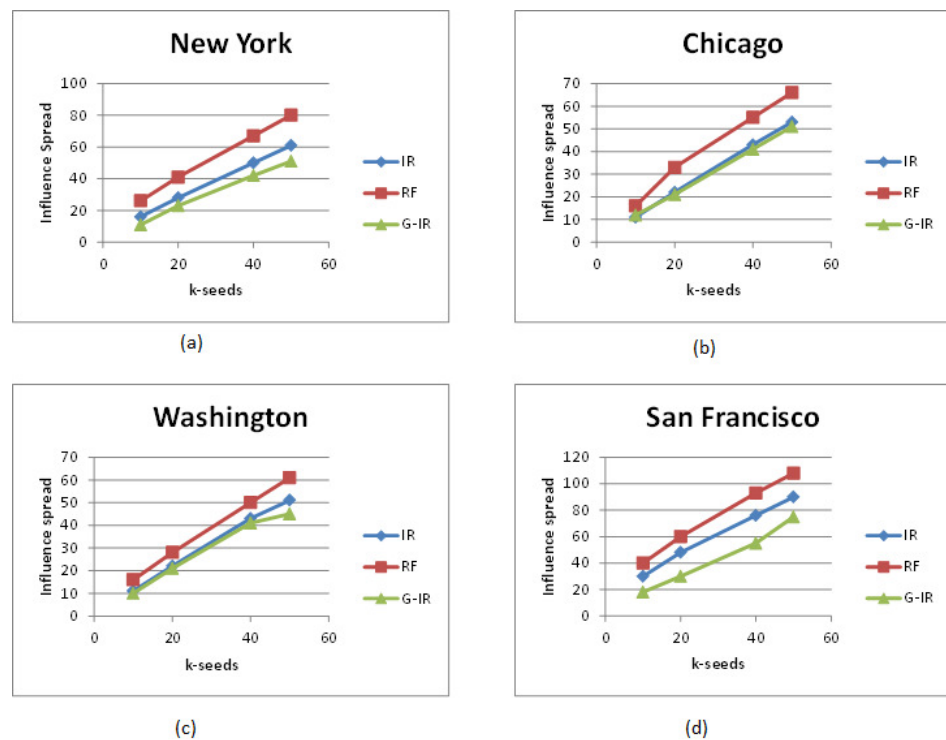 New York
Influence Spread
100
80
60
40
20
0
0 20 40 60
k-seeds
IR
RF
G-IR
(a)
Chicago
Influence spread
70
60
50
40
30
20
10
0
0 20 40 60
k-seeds
IR
RF
G-IR
(b)
Washington
Influence spread
70
60
50
40
30
20
10
0
0 20 40 60
k-seeds
IR
RF
G-IR
(c)
San Francisco
Influence spread
120
100
80
60
40
20
0
0 20 40 60
k-seeds
IR
RF
G-IR
(d)